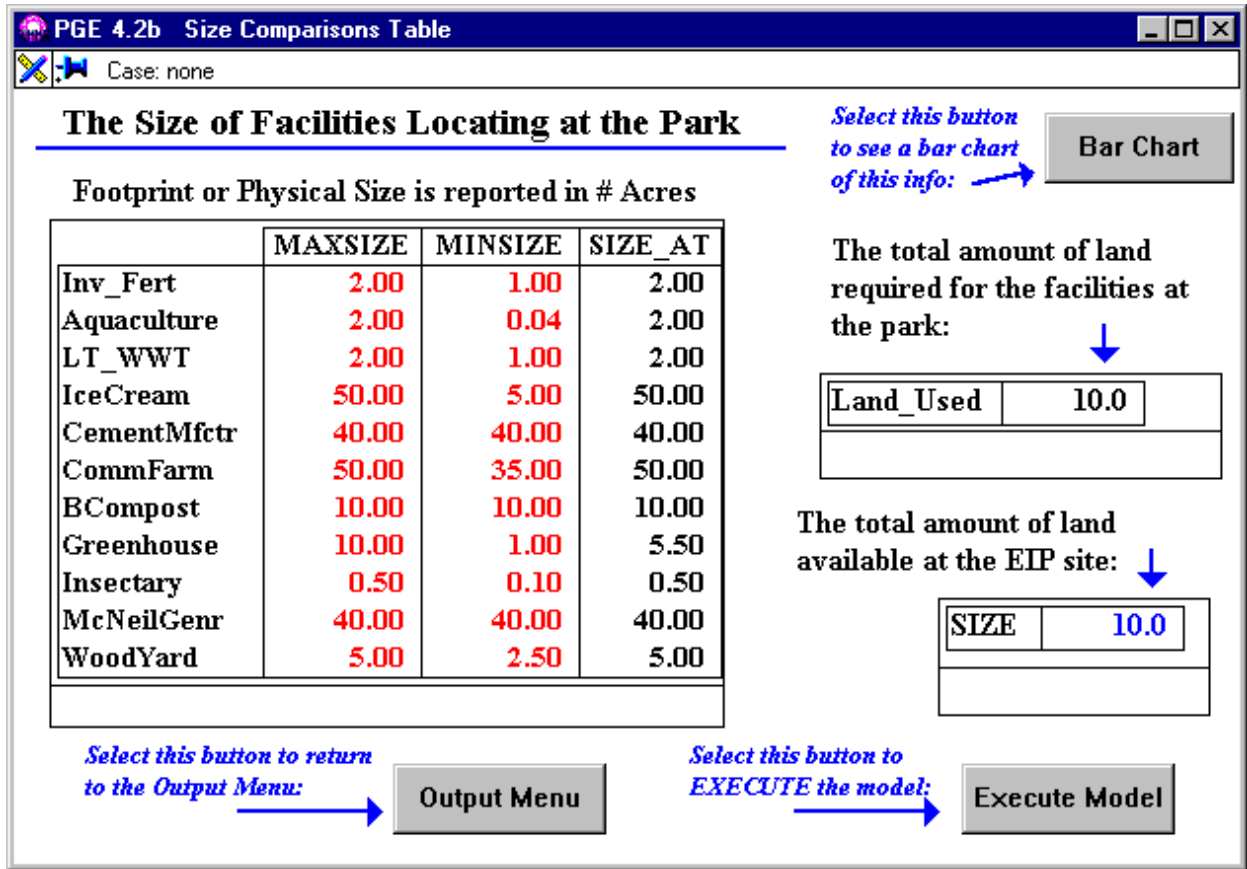 PGE 4.2b Size Comparisons Table
Case: none
The Size of Facilities Locating at the Park
Footprint or Physical Size is reported in # Acres
MAXSIZE MINSIZE SIZE_AT
Inv_Fert 2.00 1.00 2.00
Aquaculture 2.00 0.04 2.00
LT_WWT 2.00 1.00 2.00
IceCream 50.00 5.00 50.00
CementMfctr 40.00 40.00 40.00
CommFarm 50.00 35.00 50.00
BCompost 10.00 10.00 10.00
Greenhouse 10.00 1.00 5.50
Insectary 0.50 0.10 0.50
McNeilGenr 40.00 40.00 40.00
WoodYard 5.00 2.50 5.00
Select this button
to see a bar chart
of this info:
Bar Chart
The total amount of land
required for the facilities at
the park:
Land_Used 10.0
The total amount of land
available at the EIP site:
SIZE 10.0
Select this button to return
to the Output Menu:
Output Menu
Select this button to
EXECUTE the model:
Execute Model